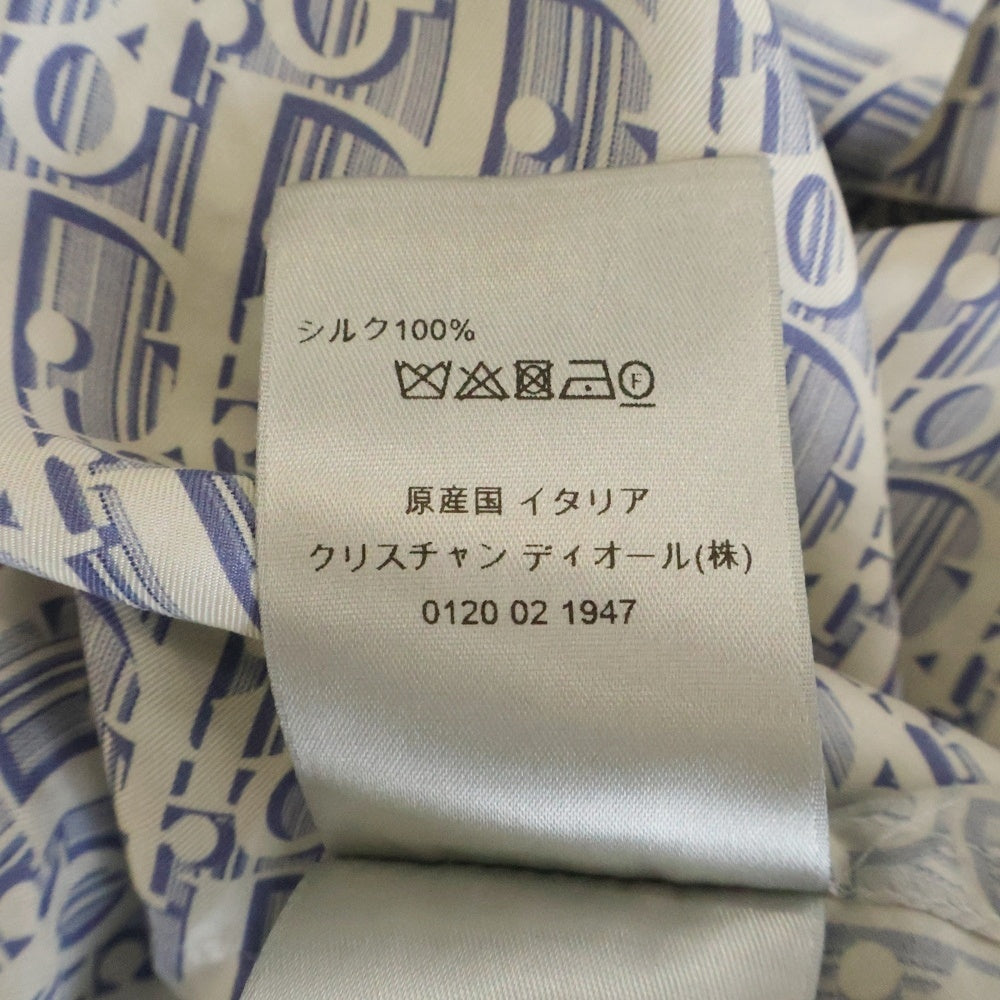 シルク100%
F
原産国 イタリア
クリスチャン ディオール(株)
0120 02 1947